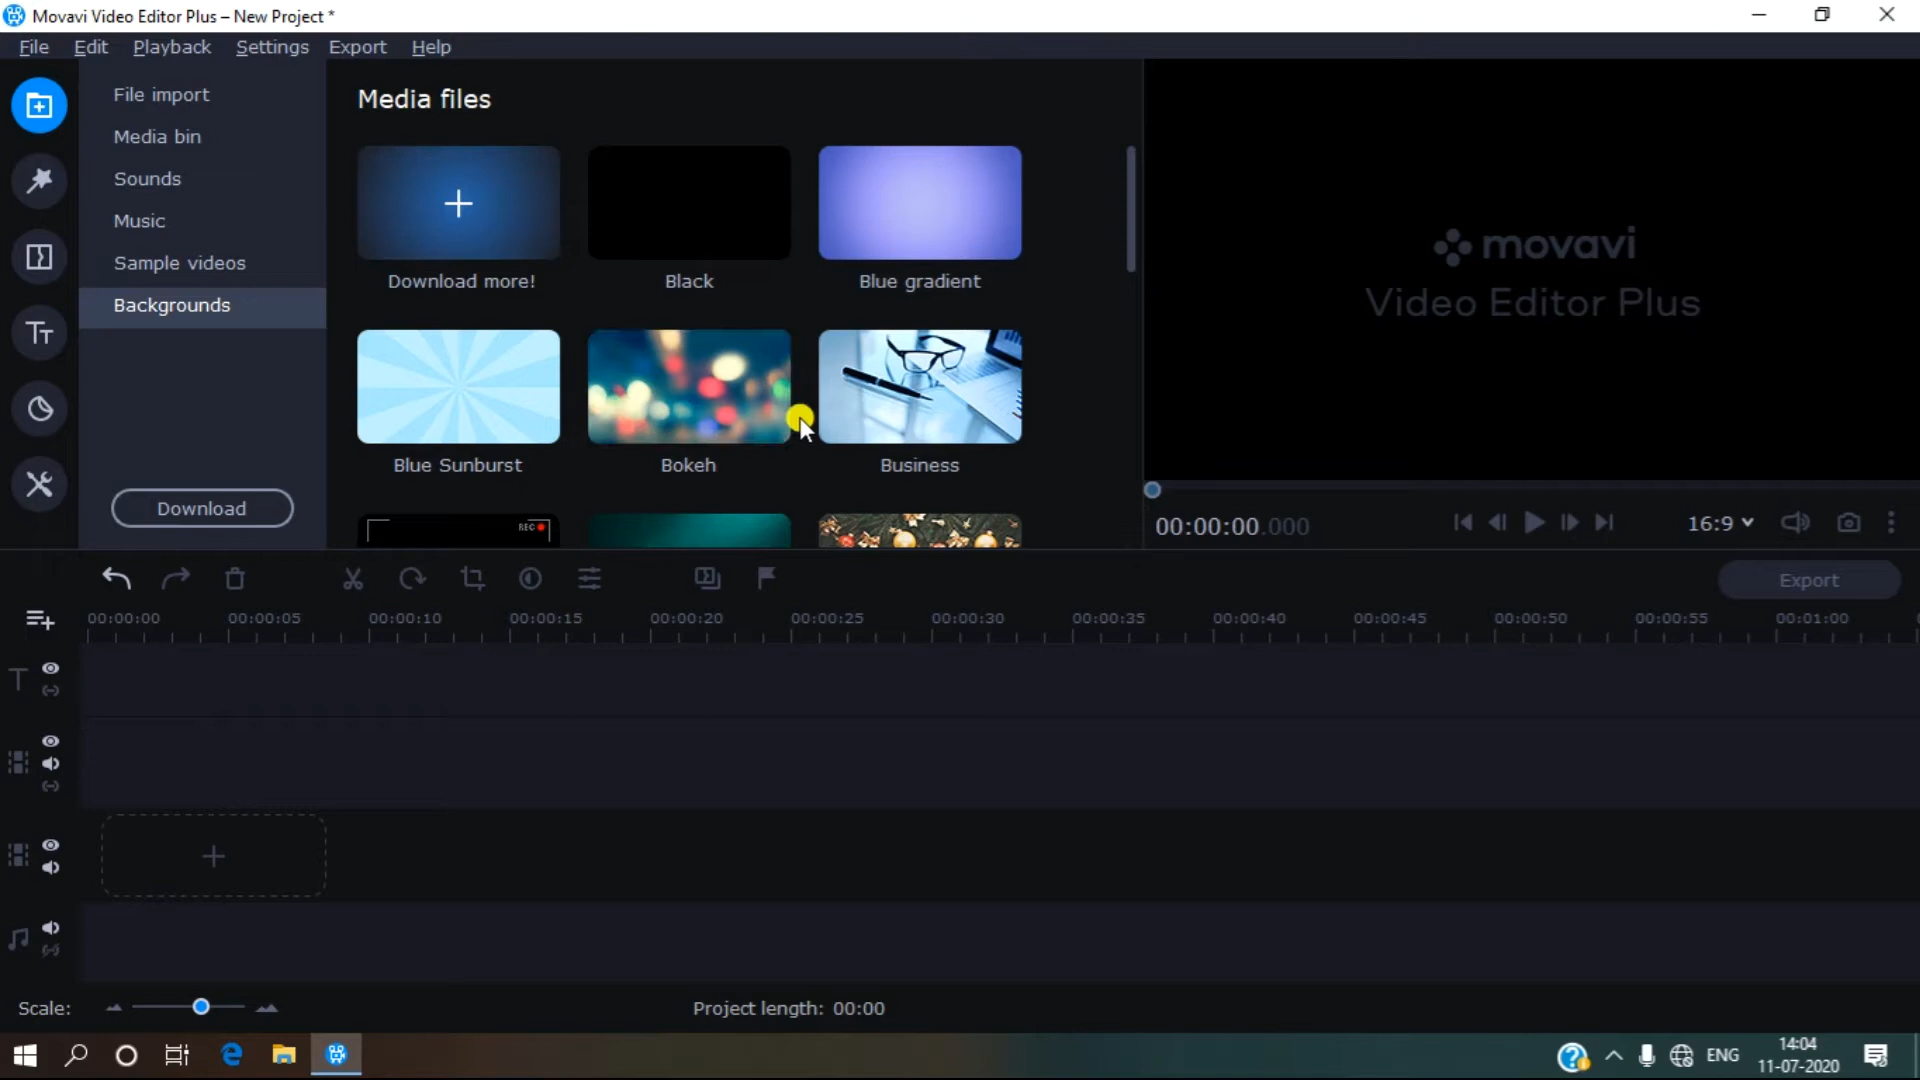 Movavi Video Editor Plus – New Project *
File Edit Playback Settings Export Help
File import
Media bin
Sounds
Music
Sample videos
Backgrounds
Download
Media files
Download more!
Black
Blue gradient
Blue Sunburst
Bokeh
Business
REC
movavi
Video Editor Plus
00:00:00.000
16:9
Export
00:00:00 00:00:05 00:00:10 00:00:15 00:00:20 00:00:25 00:00:30 00:00:35 00:00:40 00:00:45 00:00:50 00:00:55 00:01:00
Scale:
Project length: 00:00
ENG
14:04
11-07-2020